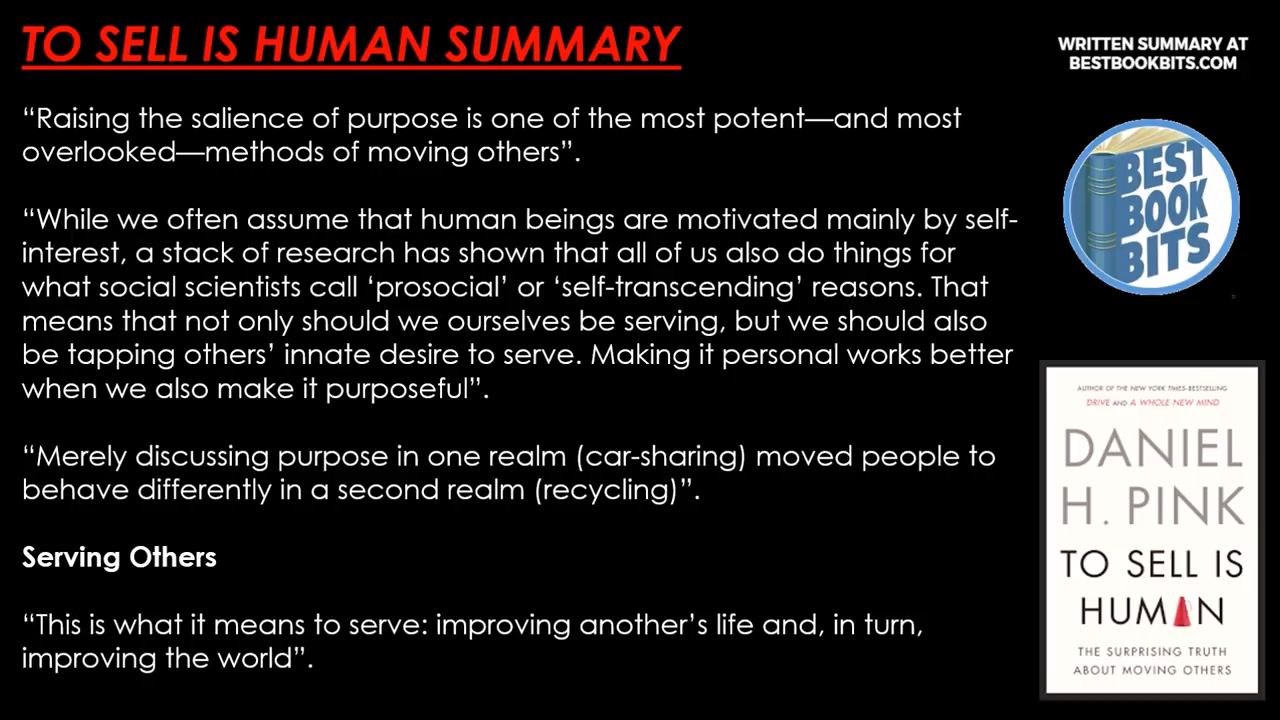 TO SELL IS HUMAN SUMMARY
“Raising the salience of purpose is one of the most potent—and most
overlooked—methods of moving others”.
“While we often assume that human beings are motivated mainly by self-
interest, a stack of research has shown that all of us also do things for
what social scientists call ‘prosocial’ or ‘self-transcending’ reasons. That
means that not only should we ourselves be serving, but we should also
be tapping others’ innate desire to serve. Making it personal works better
when we also make it purposeful”.
“Merely discussing purpose in one realm (car-sharing) moved people to
behave differently in a second realm (recycling)”.
Serving Others
“This is what it means to serve: improving another’s life and, in turn,
improving the world”.
WRITTEN SUMMARY AT
BESTBOOKBITS.COM
BEST
BOOK
BITS
AUTHOR OF THE NEW YORK TIMES-BESTSELLING
DRIVE AND A WHOLE NEW MIND
DANIEL
H. PINK
TO SELL IS
HUMAN
THE SURPRISING TRUTH
ABOUT MOVING OTHERS